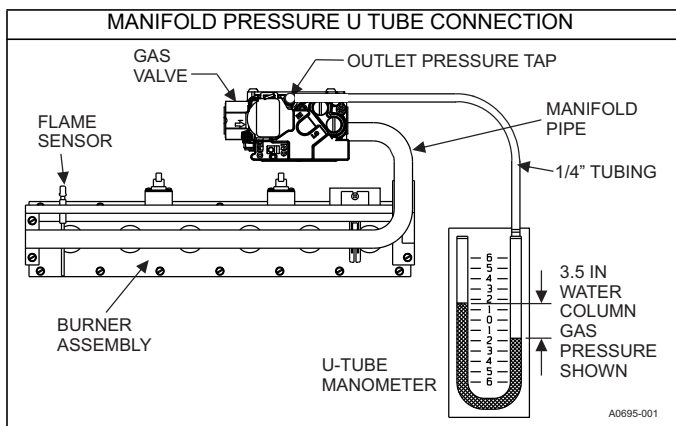 MANIFOLD PRESSURE U TUBE CONNECTION
GAS
VALVE
OUTLET PRESSURE TAP
MANIFOLD
PIPE
FLAME
SENSOR
1/4” TUBING
BURNER
ASSEMBLY
U-TUBE
MANOMETER
6
5
4
3
2
1
0
1
2
3
4
5
6
3.5 IN
WATER
COLUMN
GAS
PRESSURE
SHOWN
A0695-001